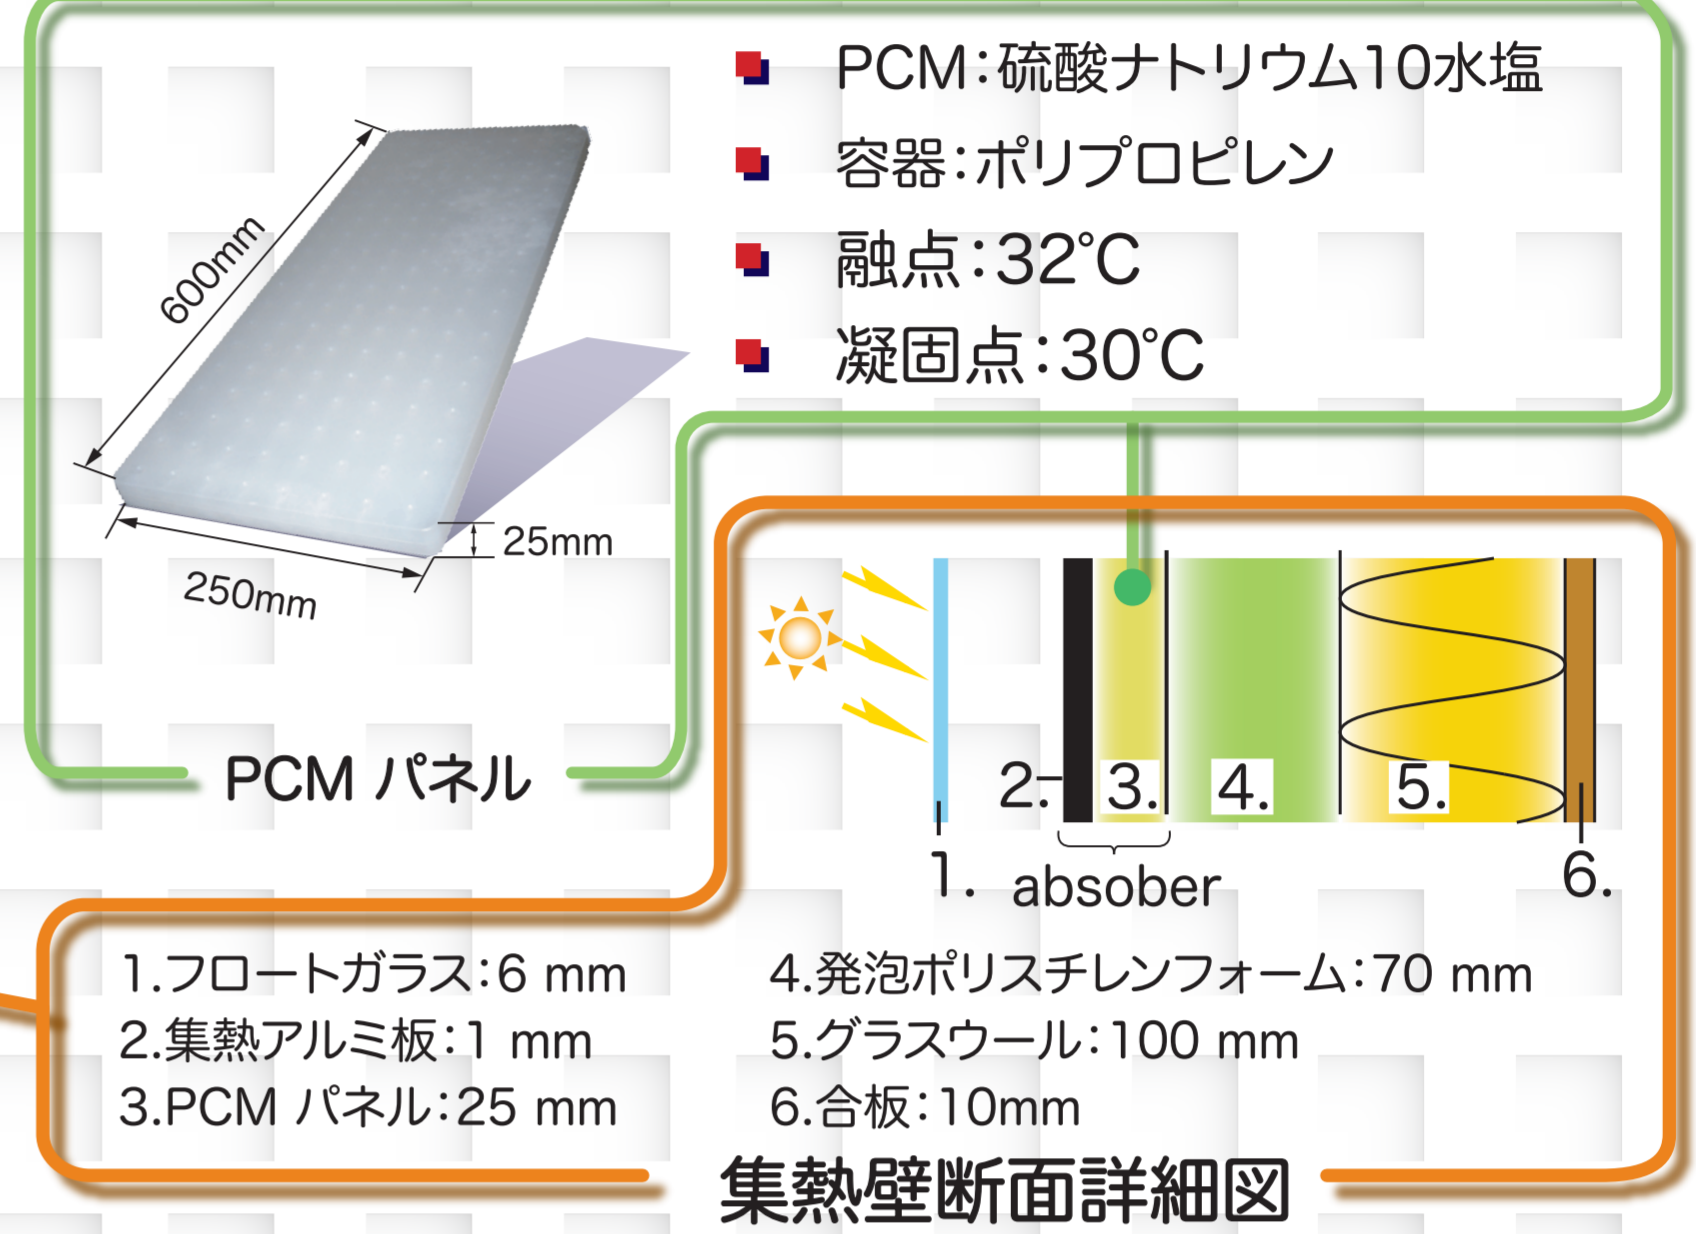 PCM：硫酸ナトリウム10水塩
容器：ポリプロピレン
融点：32℃
凝固点：30℃
600mm
25mm
250mm
PCM パネル
2.
3.
4.
5.
1.
absober
6.
1.フロートガラス：6 mm
2.集熱アルミ板：1 mm
3.PCM パネル：25 mm
4.発泡ポリスチレンフォーム：70 mm
5.グラスウール：100 mm
6.合板：10mm
集熱壁断面詳細図